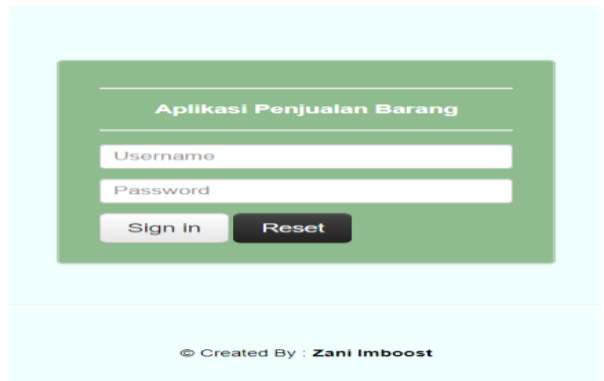 Aplikasi Penjualan Barang
Username
Password
Sign in Reset
© Created By : Zani Imboost